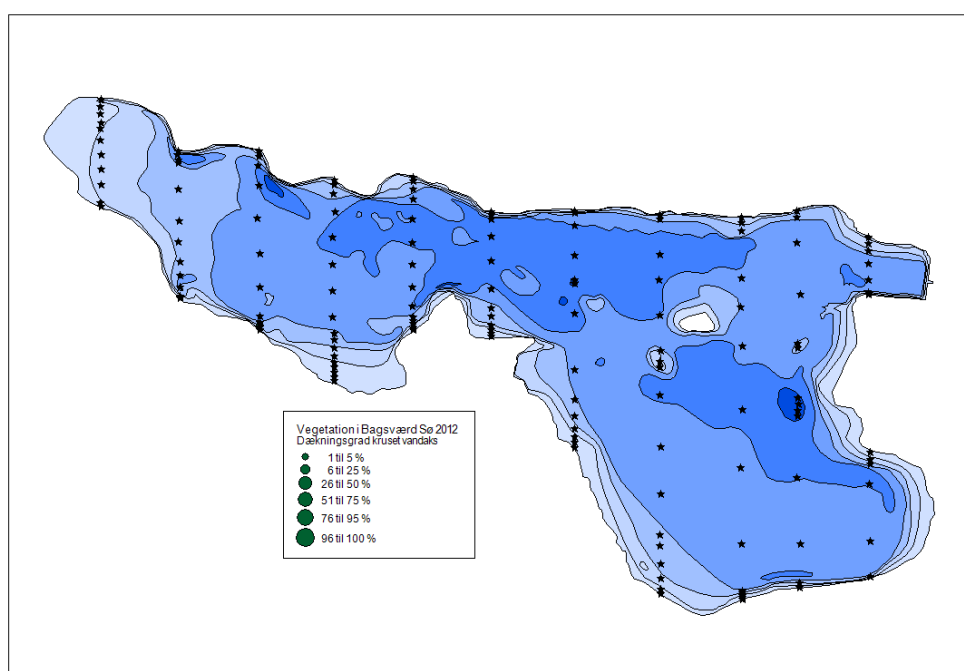 Vegetation i Bagsværd Sø 2012
Dækningsgrad kruset vandaks
1 til 5 %
6 til 25 %
26 til 50 %
51 til 75 %
76 til 95 %
96 til 100 %